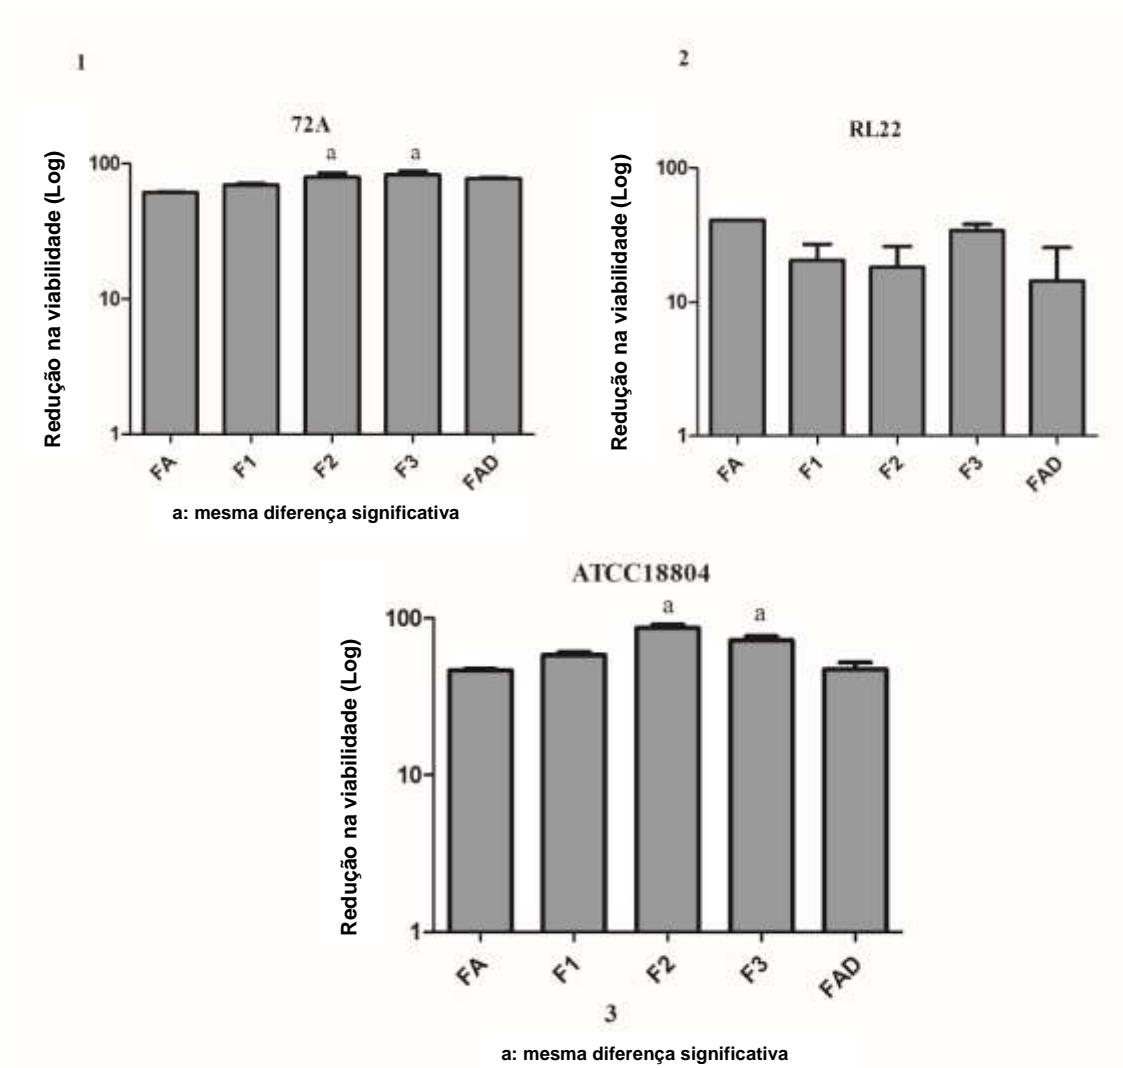 1
72A
Redução na viabilidade (Log)
100
10
1
a
a
FA
F1
F2
F3
FAD
a: mesma diferença significativa
2
RL22
Redução na viabilidade (Log)
100
10
1
FA
F1
F2
F3
FAD
ATCC18804
Redução na viabilidade (Log)
100
10
1
a
a
FA
F1
F2
F3
FAD
3
a: mesma diferença significativa